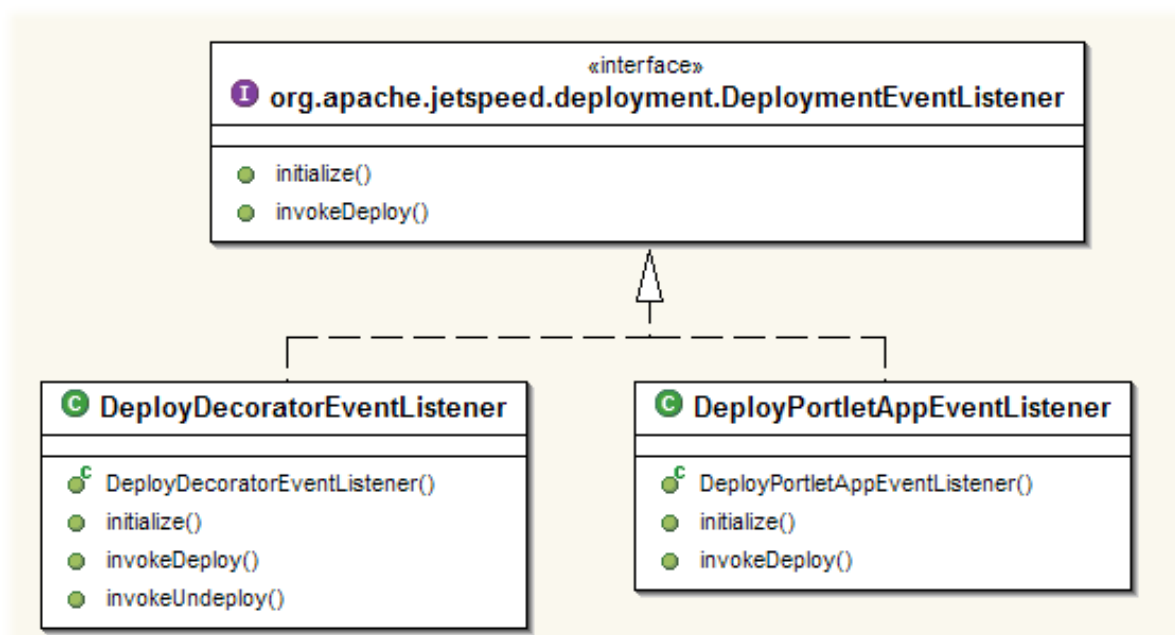 «interface»
I org.apache.jetspeed.deployment.DeploymentEventListener
initialize()
invokeDeploy()
C DeployDecoratorEventListener
C DeployDecoratorEventListener()
initialize()
invokeDeploy()
invokeUndeploy()
C DeployPortletAppEventListener
C DeployPortletAppEventListener()
initialize()
invokeDeploy()